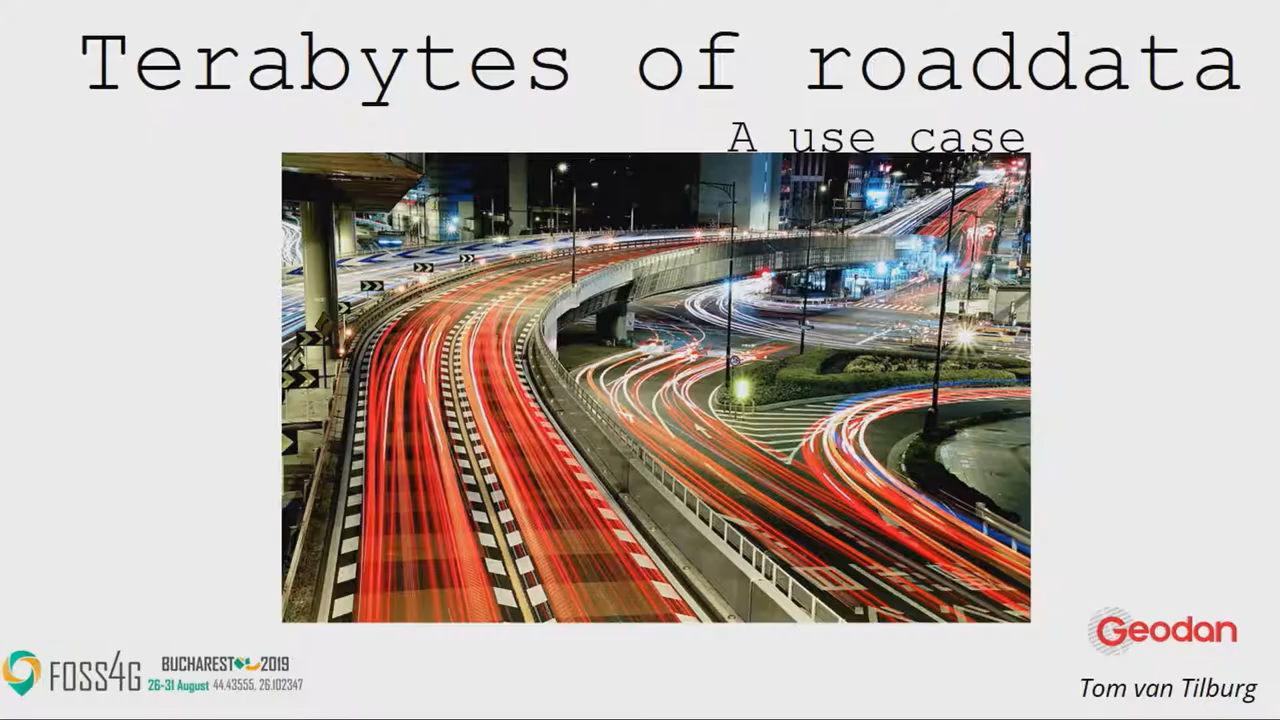 Terabytes of roaddata
A use case
Geodan
FOSS4G
BUCHAREST 2019
26-31 August 44.43555, 26.102347
Tom van Tilburg